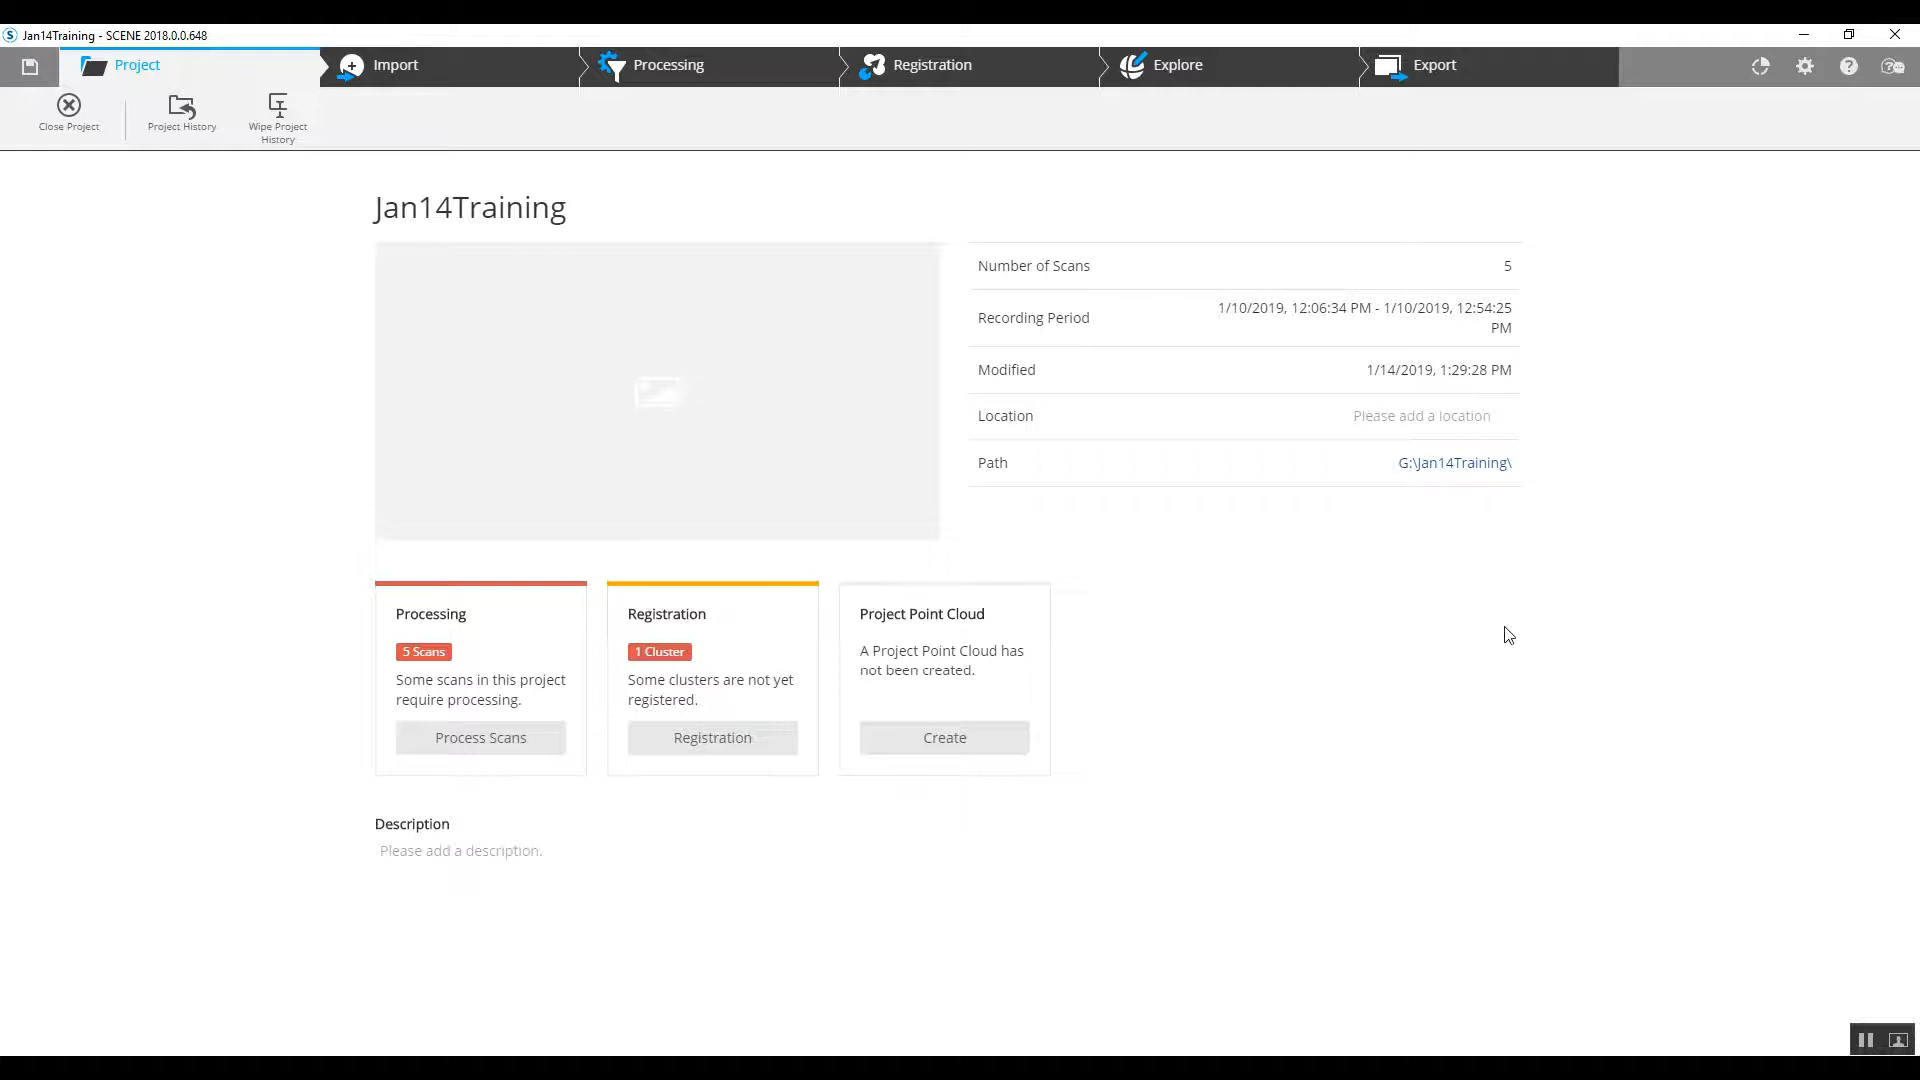 Jan14Training - SCENE 2018.0.0.648
Project
Import
Processing
Registration
Explore
Export
Close Project
Project History
Wipe Project
History
Jan14Training
Number of Scans
5
Recording Period
1/10/2019, 12:06:34 PM - 1/10/2019, 12:54:25
PM
Modified
1/14/2019, 1:29:28 PM
Location
Please add a location
Path
G:\Jan14Training\
Processing
5 Scans
Some scans in this project
require processing.
Process Scans
Registration
1 Cluster
Some clusters are not yet
registered.
Registration
Project Point Cloud
A Project Point Cloud has
not been created.
Create
Description
Please add a description.